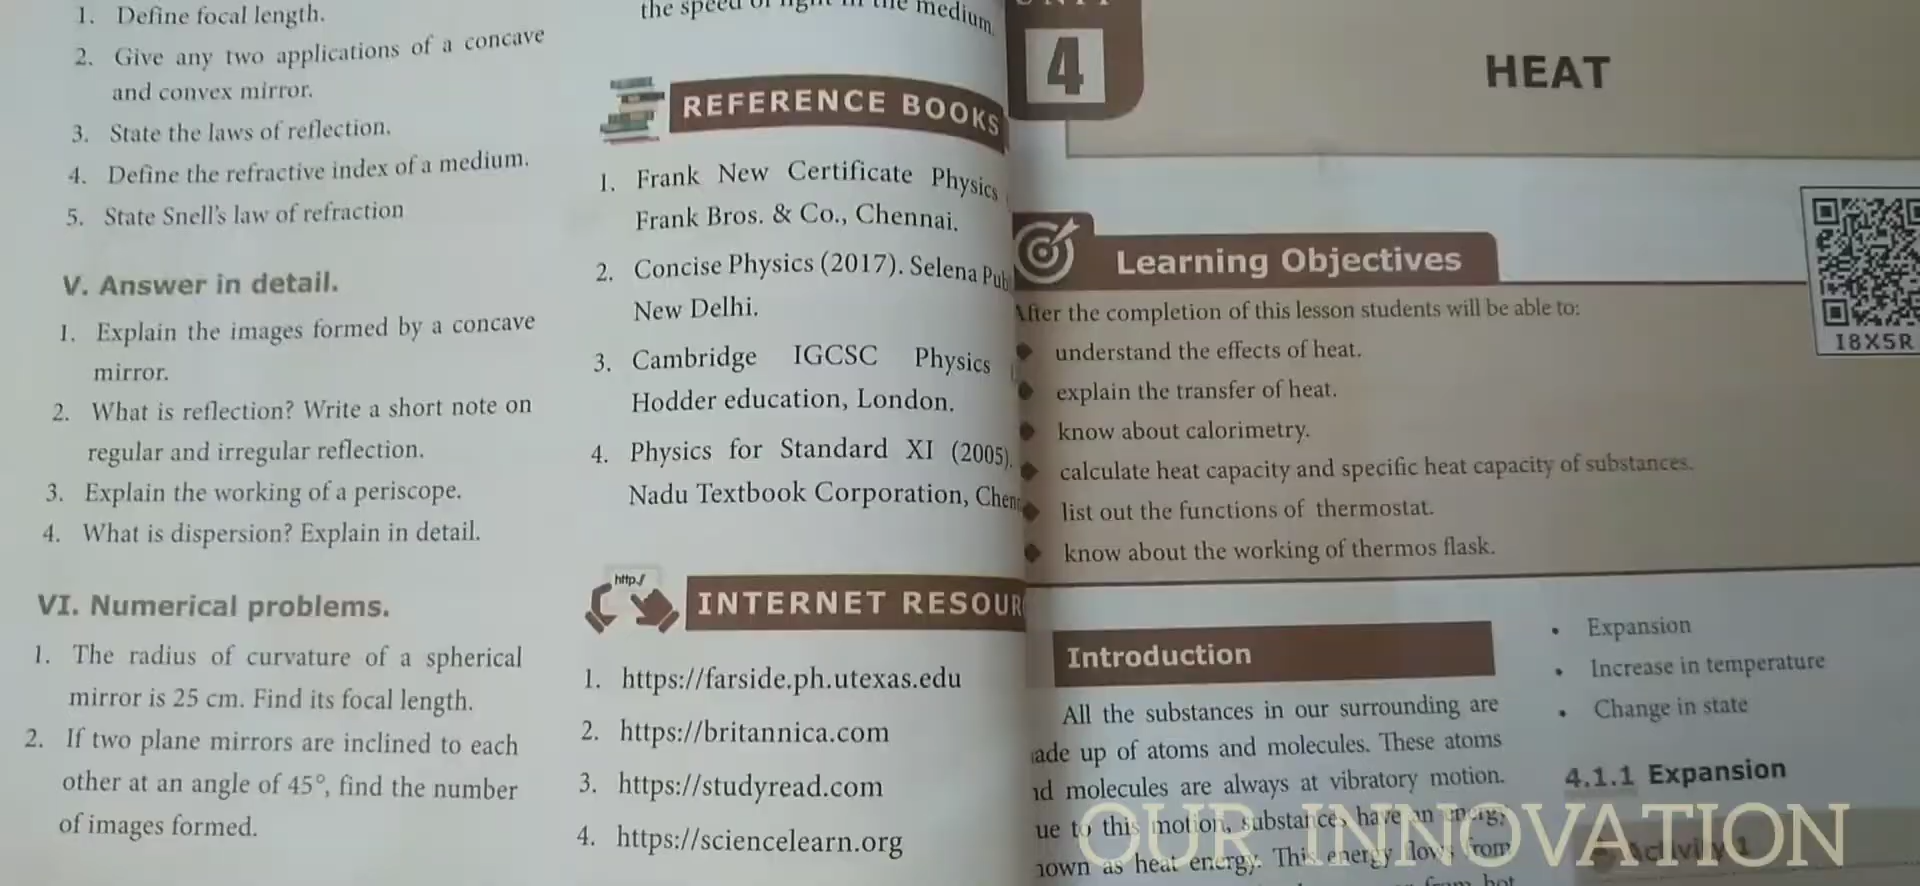 1. Define focal length.
2. Give any two applications of a concave
and convex mirror.
3. State the laws of reflection.
4. Define the refractive index of a medium.
5. State Snell's law of refraction
V. Answer in detail.
1. Explain the images formed by a concave
mirror.
2. What is reflection? Write a short note on
regular and irregular reflection.
3. Explain the working of a periscope.
4. What is dispersion? Explain in detail.
VI. Numerical problems.
1. The radius of curvature of a spherical
mirror is 25 cm. Find its focal length.
2. If two plane mirrors are inclined to each
other at an angle of 45°, find the number
of images formed.
the speed of light in the medium.
REFERENCE BOOKS
1. Frank New Certificate Physics
Frank Bros. & Co., Chennai.
2. Concise Physics (2017). Selena Pub
New Delhi.
3. Cambridge IGCSC Physics
Hodder education, London.
4. Physics for Standard XI (2005).
Nadu Textbook Corporation, Chen
http:/
INTERNET RESOUR
1. https://farside.ph.utexas.edu
2. https://britannica.com
3. https://studyread.com
4. https://sciencelearn.org
UNIT
4
HEAT
Learning Objectives
I8X5R
After the completion of this lesson students will be able to:
understand the effects of heat.
explain the transfer of heat.
know about calorimetry.
calculate heat capacity and specific heat capacity of substances.
list out the functions of thermostat.
know about the working of thermos flask.
Introduction
All the substances in our surrounding are
ade up of atoms and molecules. These atoms
nd molecules are always at vibratory motion.
ue to this motion, substances have an energy
nown as heat energy. This energy flows from
from hot
• Expansion
• Increase in temperature
• Change in state
4.1.1 Expansion
Activity 1
OUR INNOVATION